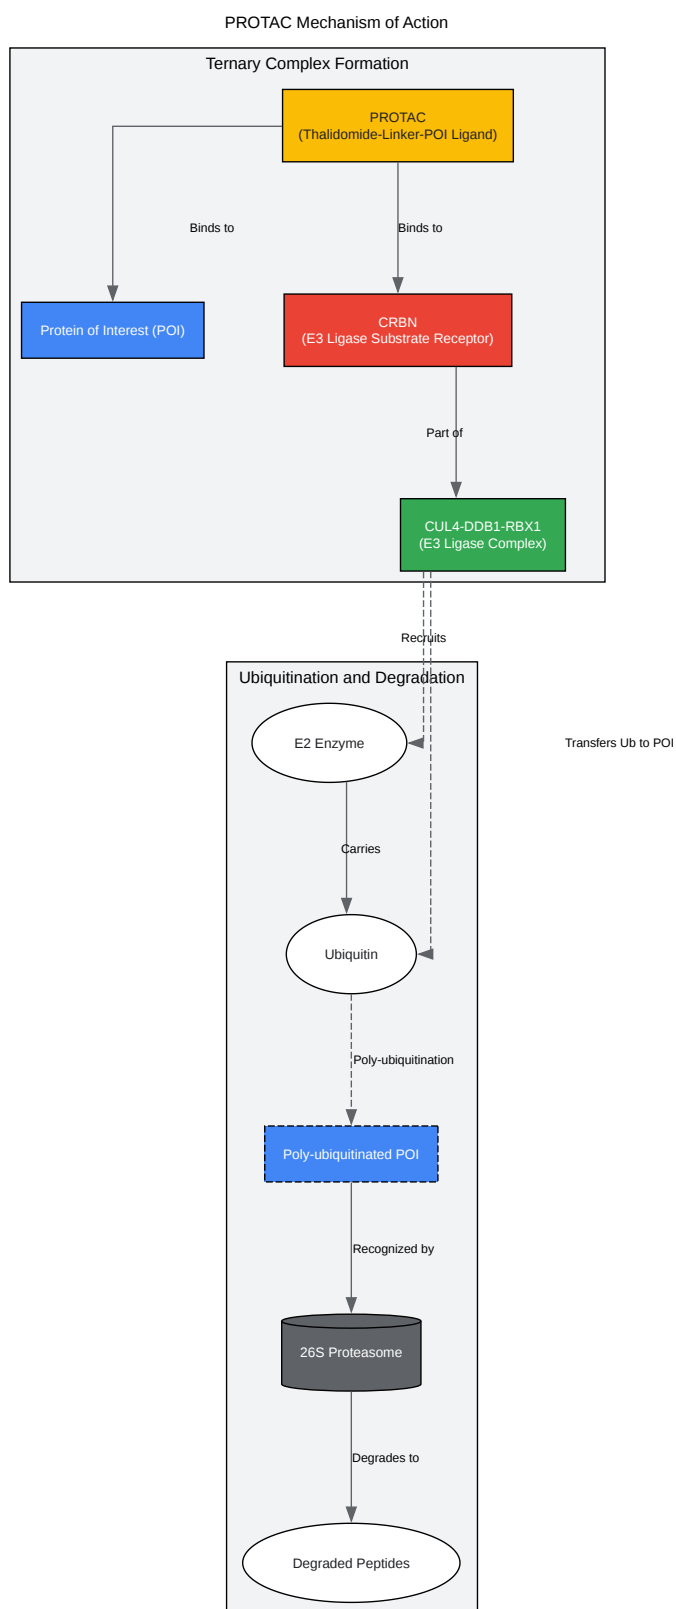 PROTAC Mechanism of Action
Ternary Complex Formation
PROTAC
(Thalidomide-Linker-POI Ligand)
Binds to
Binds to
Protein of Interest (POI)
CRBN
(E3 Ligase Substrate Receptor)
Part of
CUL4-DDB1-RBX1
(E3 Ligase Complex)
Recruits
Ubiquitination and Degradation
E2 Enzyme
Transfers Ub to POI
Carries
Ubiquitin
Poly-ubiquitination
Poly-ubiquitinated POI
Recognized by
26S Proteasome
Degrades to
Degraded Peptides